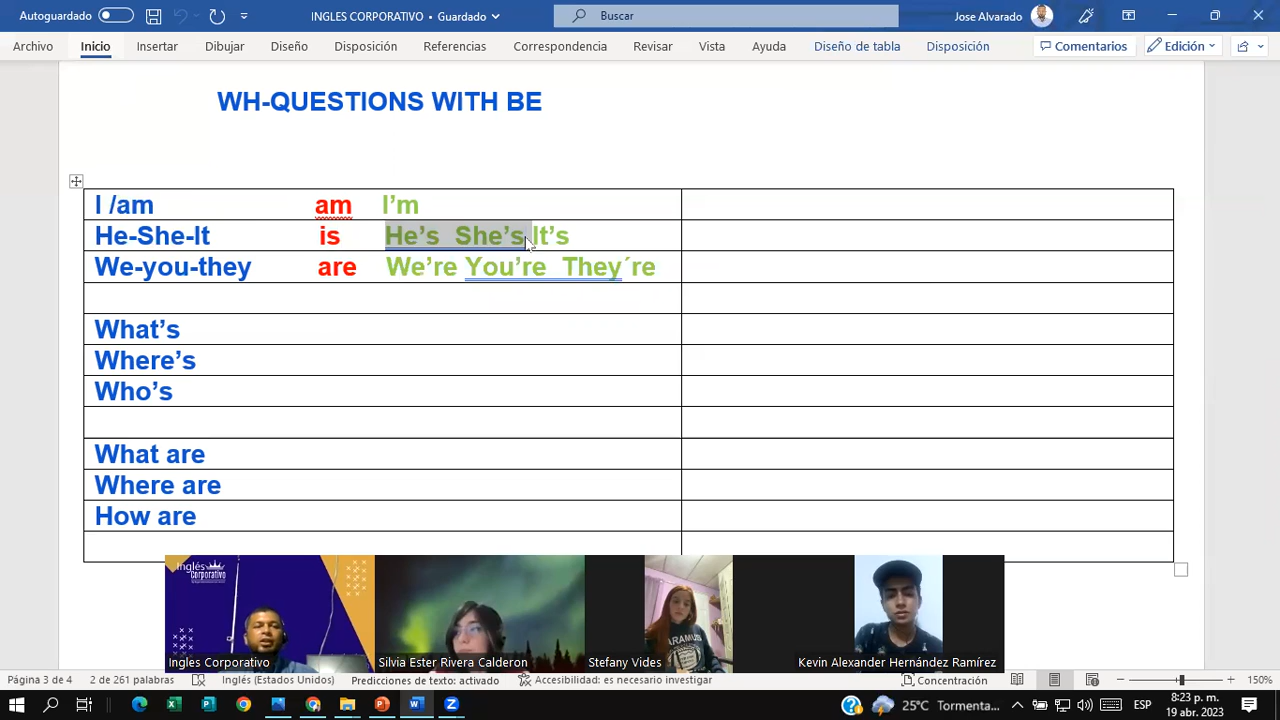 Autoguardado INGLES CORPORATIVO • Guardado Buscar Jose Alvarado
Archivo Inicio Insertar Dibujar Diseño Disposición Referencias Correspondencia Revisar Vista Ayuda Diseño de tabla Disposición Comentarios Edición
WH-QUESTIONS WITH BE
I /am am I’m
He-She-It is He’s She’s It’s
We-you-they are We’re You’re They´re
What’s
Where’s
Who’s
What are
Where are
How are
Inglés
Corporativo
Ingles Corporativo Silvia Ester Rivera Calderon Stefany Vides Kevin Alexander Hernández Ramírez
Página 3 de 4 2 de 261 palabras Inglés (Estados Unidos) Predicciones de texto: activado Accesibilidad: es necesario investigar Concentración 150%
25°C Tormenta... ESP 8:23 p. m.
19 abr. 2023